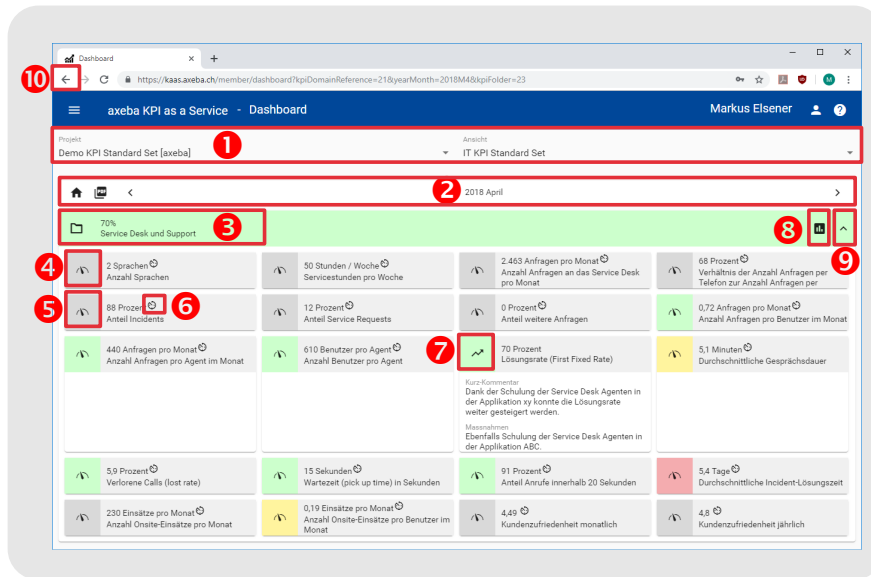 Dashboard
10
https://kaas.axeba.ch/member/dashboard?kpiDomainReference=21&yearMonth=2018M4&kpiFolder=23
M
axeba KPI as a Service - Dashboard
Markus Elsener
?
Projekt
Demo KPI Standard Set [axeba]
1
Ansicht
IT KPI Standard Set
PDF
2
2018 April
70%
Service Desk und Support
3
8
9
4
2 Sprachen
Anzahl Sprachen
50 Stunden / Woche
Servicestunden pro Woche
2.463 Anfragen pro Monat
Anzahl Anfragen an das Service Desk
pro Monat
68 Prozent
Verhältnis der Anzahl Anfragen per
Telefon zur Anzahl Anfragen per
5
88 Prozent
Anteil Incidents
6
12 Prozent
Anteil Service Requests
0 Prozent
Anteil weitere Anfragen
0,72 Anfragen pro Monat
Anzahl Anfragen pro Benutzer im Monat
440 Anfragen pro Monat
Anzahl Anfragen pro Agent im Monat
610 Benutzer pro Agent
Anzahl Benutzer pro Agent
7
70 Prozent
Lösungsrate (First Fixed Rate)
Kurz-Kommentar
Dank der Schulung der Service Desk Agenten in
der Applikation xy konnte die Lösungsrate
weiter gesteigert werden.
Massnahmen
Ebenfalls Schulung der Service Desk Agenten in
der Applikation ABC.
5,1 Minuten
Durchschnittliche Gesprächsdauer
5,9 Prozent
Verlorene Calls (lost rate)
15 Sekunden
Wartezeit (pick up time) in Sekunden
91 Prozent
Anteil Anrufe innerhalb 20 Sekunden
5,4 Tage
Durchschnittliche Incident-Lösungszeit
230 Einsätze pro Monat
Anzahl Onsite-Einsätze pro Monat
0,19 Einsätze pro Monat
Anzahl Onsite-Einsätze pro Benutzer im
Monat
4,49
Kundenzufriedenheit monatlich
4,8
Kundenzufriedenheit jährlich